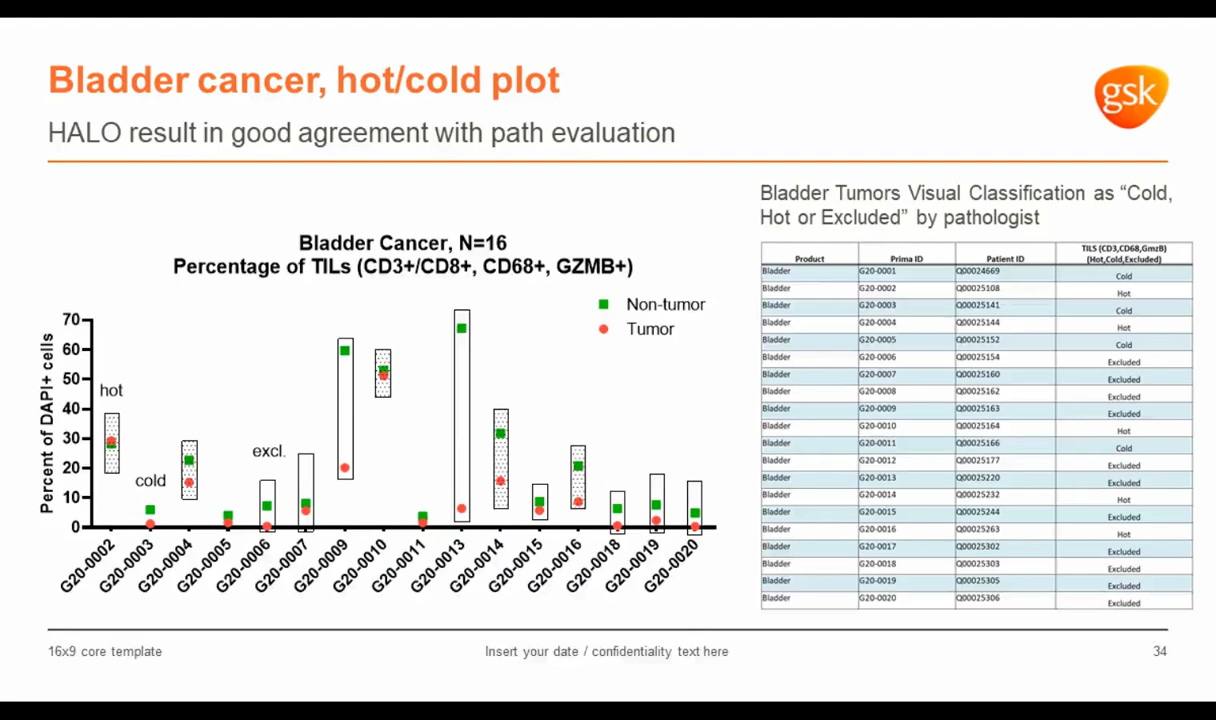 Bladder cancer, hot/cold plot
gsk
HALO result in good agreement with path evaluation
Bladder Tumors Visual Classification as “Cold,
Hot or Excluded” by pathologist
Bladder Cancer, N=16
Percentage of TILs (CD3+/CD8+, CD68+, GZMB+)
Non-tumor
Tumor
Percent of DAPI+ cells
70
60
50
40
30
20
10
0
hot
cold
excl.
G20-0002
G20-0003
G20-0004
G20-0005
G20-0006
G20-0007
G20-0009
G20-0010
G20-0011
G20-0013
G20-0014
G20-0015
G20-0016
G20-0018
G20-0019
G20-0020
Product Prima ID Patient ID TILS (CD3,CD68,GmzB)
(Hot,Cold,Excluded)
Bladder G20-0001 Q00024669 Cold
Bladder G20-0002 Q00025108 Hot
Bladder G20-0003 Q00025141 Cold
Bladder G20-0004 Q00025144 Hot
Bladder G20-0005 Q00025152 Cold
Bladder G20-0006 Q00025154 Excluded
Bladder G20-0007 Q00025160 Excluded
Bladder G20-0008 Q00025162 Excluded
Bladder G20-0009 Q00025163 Excluded
Bladder G20-0010 Q00025164 Hot
Bladder G20-0011 Q00025166 Cold
Bladder G20-0012 Q00025177 Excluded
Bladder G20-0013 Q00025220 Excluded
Bladder G20-0014 Q00025232 Hot
Bladder G20-0015 Q00025244 Excluded
Bladder G20-0016 Q00025263 Hot
Bladder G20-0017 Q00025302 Excluded
Bladder G20-0018 Q00025303 Excluded
Bladder G20-0019 Q00025305 Excluded
Bladder G20-0020 Q00025306 Excluded
16x9 core template
Insert your date / confidentiality text here
34